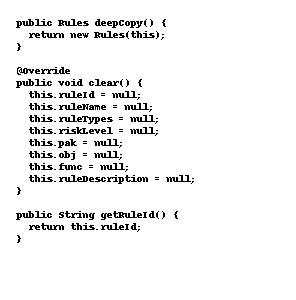 public Rules deepCopy() {
  return new Rules(this);
}

@Override
public void clear() {
  this.ruleId = null;
  this.ruleName = null;
  this.ruleTypes = null;
  this.riskLevel = null;
  this.pak = null;
  this.obj = null;
  this.func = null;
  this.ruleDescription = null;
}

public String getRuleId() {
  return this.ruleId;
}